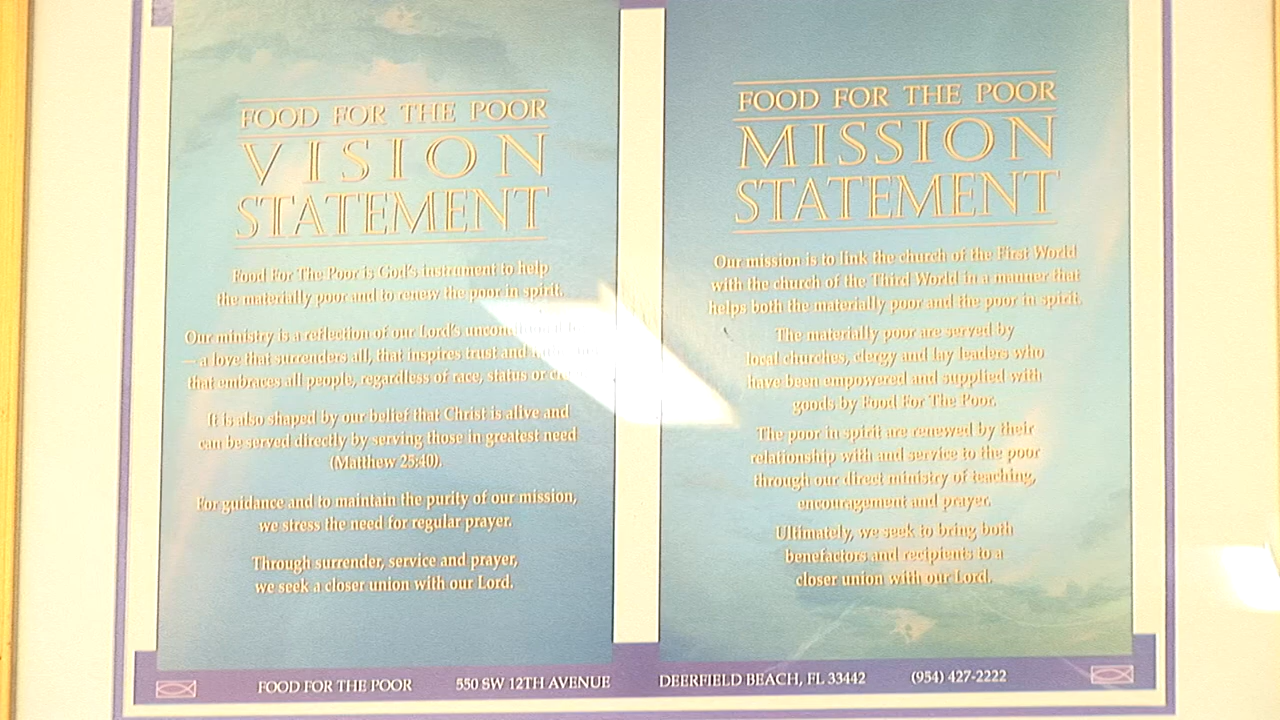 FOOD FOR THE POOR
VISION
STATEMENT
Food For The Poor is God's instrument to help
the materially poor and to renew the poor in spirit.
Our ministry is a reflection of our Lord's
— a love that surrenders all, that inspires trust and
that embraces all people, regardless of race, status or
It is also shaped by our belief that Christ is alive and
can be served directly by serving those in greatest need
(Matthew 25:40).
For guidance and to maintain the purity of our mission,
we stress the need for regular prayer.
Through surrender, service and prayer,
we seek a closer union with our Lord.
FOOD FOR THE POOR
MISSION
STATEMENT
Our mission is to link the church of the First World
with the church of the Third World in a manner that
helps both the materially poor and the poor in spirit.
The materially poor are served by
local churches, clergy and lay leaders who
have been empowered and supplied with
goods by Food For The Poor.
The poor in spirit are renewed by their
relationship with and service to the poor
through our direct ministry of teaching,
encouragement and prayer.
Ultimately, we seek to bring both
benefactors and recipients to a
closer union with our Lord.
FOOD FOR THE POOR 550 SW 12TH AVENUE DEERFIELD BEACH, FL 33442 (954) 427-2222